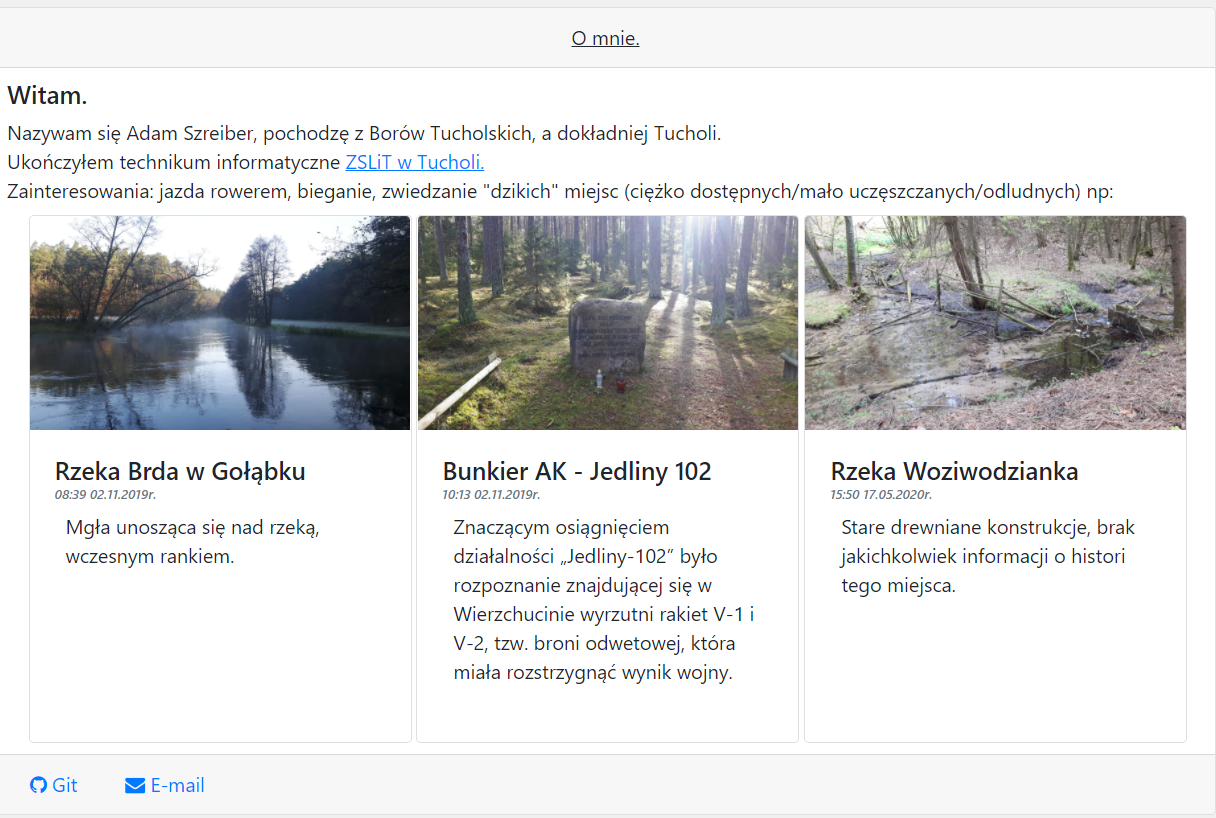 O mnie.
Witam.
Nazywam się Adam Szreiber, pochodzę z Borów Tucholskich, a dokładniej Tucholi.
Ukończyłem technikum informatyczne ZSLiT w Tucholi.
Zainteresowania: jazda rowerem, bieganie, zwiedzanie "dzikich" miejsc (ciężko dostępnych/mało uczęszczanych/odludnych) np:
Rzeka Brda w Gołąbku
08:39 02.11.2019r.
Mgła unosząca się nad rzeką,
wczesnym rankiem.
Bunkier AK - Jedliny 102
10:13 02.11.2019r.
Znaczącym osiągnięciem
działalności „Jedliny-102” było
rozpoznanie znajdującej się w
Wierzchucinie wyrzutni rakiet V-1 i
V-2, tzw. broni odwetowej, która
miała rozstrzygnąć wynik wojny.
Rzeka Woziwodzianka
15:50 17.05.2020r.
Stare drewniane konstrukcje, brak
jakichkolwiek informacji o histori
tego miejsca.
Git
E-mail